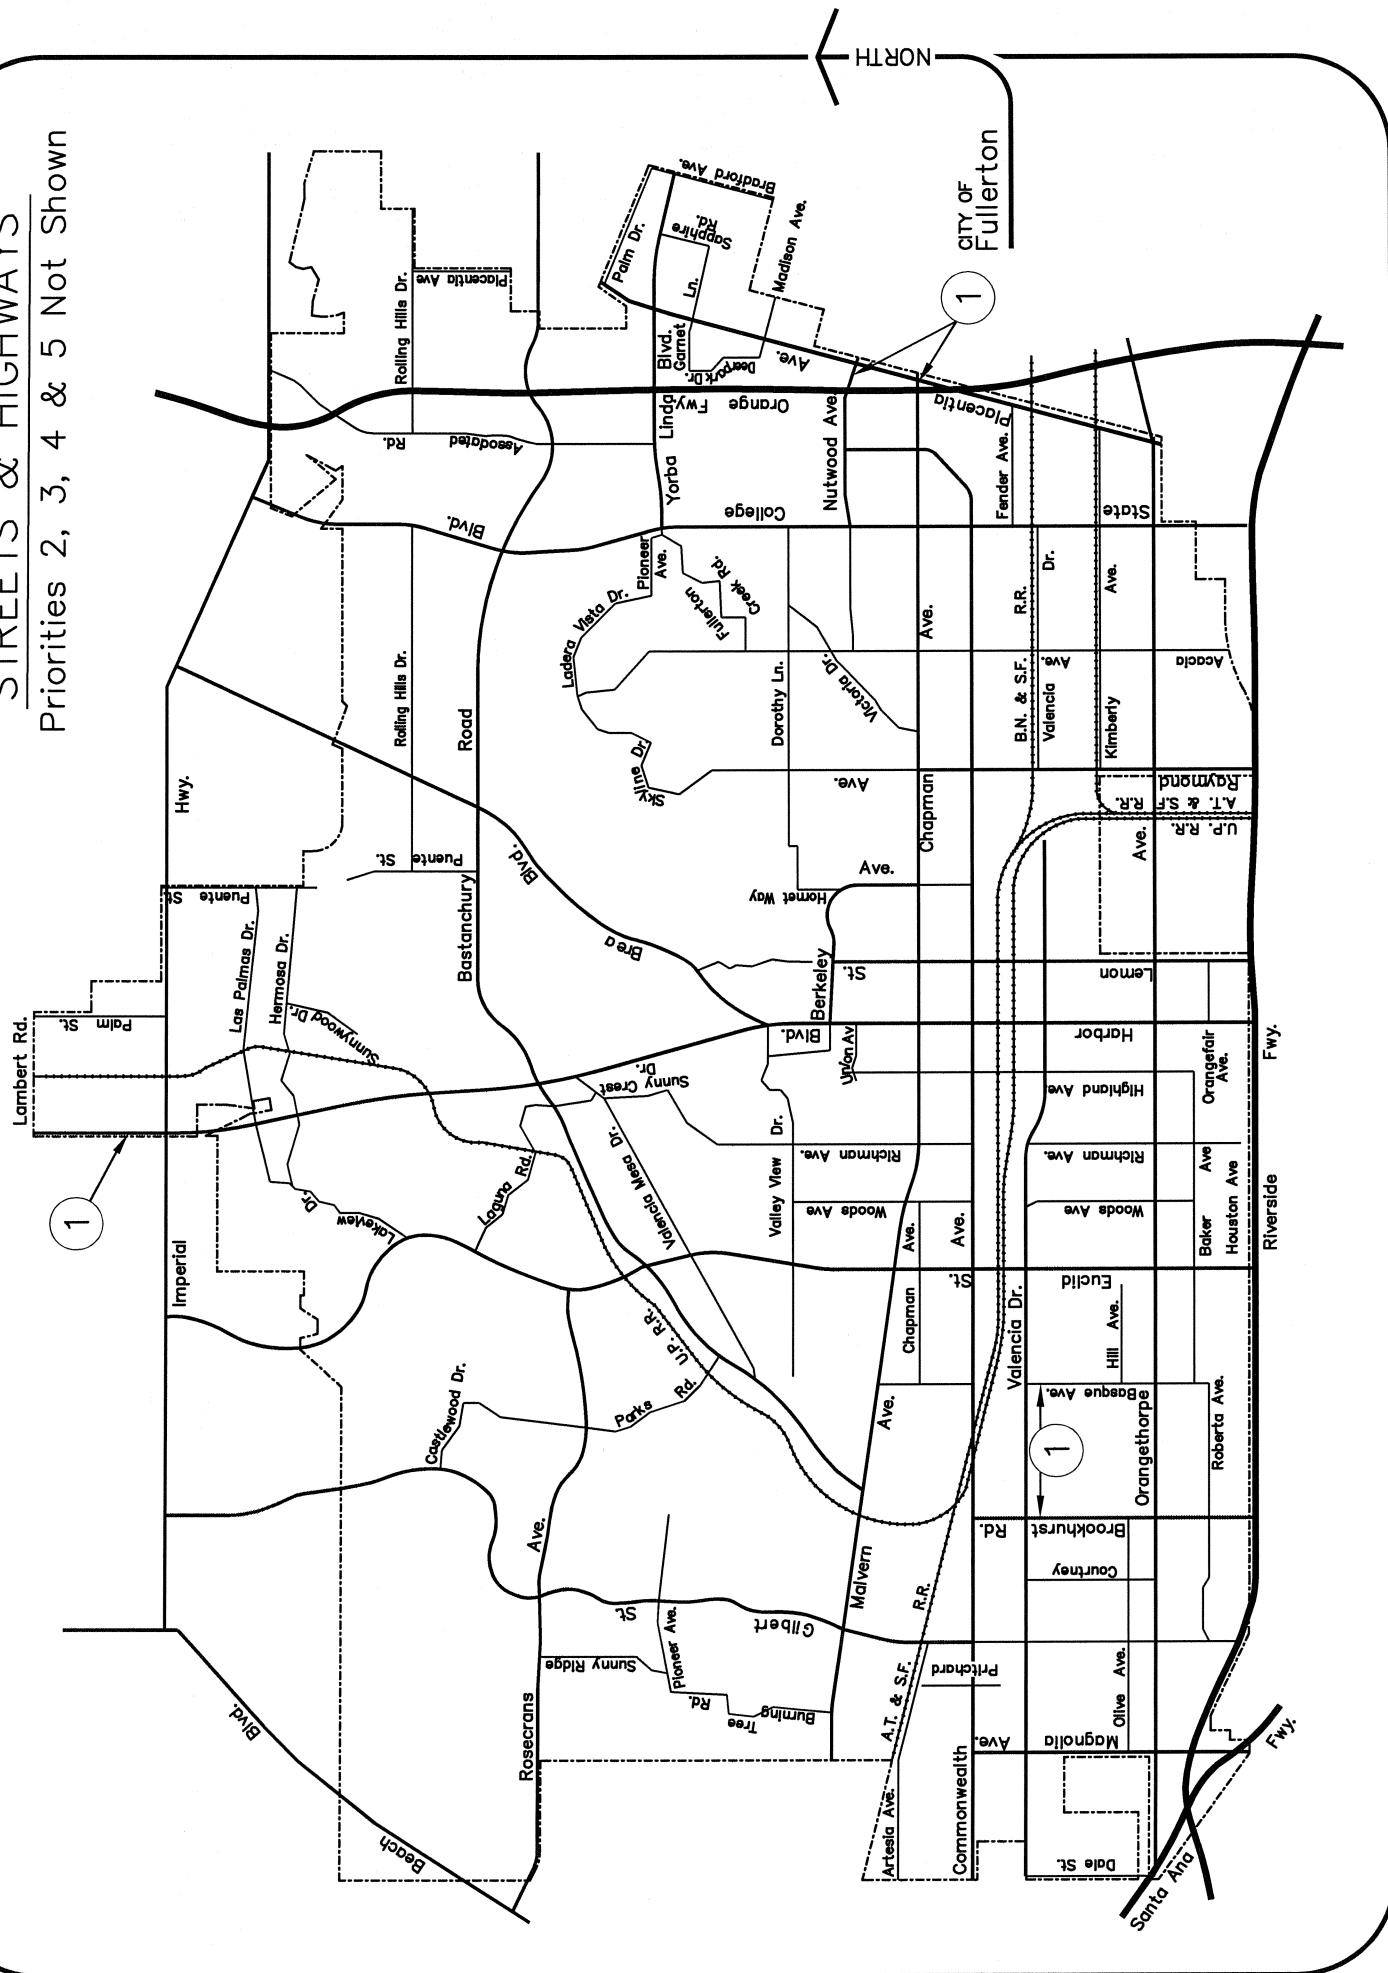 STREETS & HIGHWAYS
Priorities 2, 3, 4 & 5 Not Shown
NORTH
CITY OF
Fullerton
Lambert Rd.
Palm St.
1
Imperial
Hwy.
Puente St
Las Palmas Dr.
Hermosa Dr.
Sunnywood Dr.
Lakeview
Dr.
Laguna Rd.
Castlewood Dr.
Parks
Rd.
Beach
Blvd.
Rosecrans
Ave.
Bastanchury
Road
Puente St.
Rolling Hills Dr.
Rolling Hills Dr.
Placentia Ave
Associated
Rd.
Blvd.
Brea
Blvd.
Sunny Crest
Dr.
Valencia Mesa Dr.
U.P. R.R.
Valley View
Dr.
Skyline Dr.
Ladera Vista Dr.
Pioneer
Ave.
Fullerton
Creek Rd.
Yorba
Linda
Blvd.
Palm Dr.
Bradford Ave.
Sapphire
Rd.
Garnet
Ln.
Deerpark Dr.
Madison Ave.
Ave.
Placentia
1
Orange
Fwy.
College
Nutwood Ave.
Dorothy Ln.
Victoria Dr.
Ave.
Hornet Way
Ave.
Berkeley
Blvd.
St.
Union Av
Chapman
Ave.
Fender Ave.
State
B.N. & S.F.
R.R.
Valencia
Dr.
Ave.
Acacia
Kimberly
Ave.
Raymond
A.T. & S.F. R.R.
U.P. R.R.
Ave.
Lemon
Harbor
Highland Ave.
Orangefair
Ave.
Richman Ave.
Richman Ave.
Woods Ave
Woods Ave
Baker
Ave
Houston Ave
Riverside
Fwy.
Euclid
St.
Chapman
Ave.
Ave.
Valencia Dr.
Hill
Ave.
Basque Ave.
Orangethorpe
Roberta Ave.
1
Brookhurst
Rd.
Courtney
Malvern
Ave.
Gilbert
St.
Pioneer Ave.
Sunny Ridge
Burning
Tree
Rd.
A.T. & S.F.
R.R.
Pritchard
Artesia Ave.
Commonwealth
Magnolia
Ave.
Olive
Ave.
Dale St.
Santa Ana
Fwy.